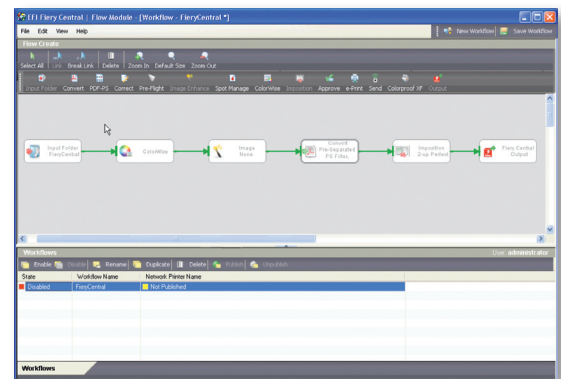 EFI Fiery Central | Flow Module - [Workflow - FieryCentral *]
File Edit View Help
New Workflow Save Workflow
Flow Create
Select All Link Break Link Delete Zoom In Default Size Zoom Out
Input Folder Convert PDF-PS Correct Pre-Flight Image Enhance Spot Manage ColorWise Imposition Approve e-Print Send Colorproof XF Output
Input Folder
FieryCentral
ColorWise
Image
None
Convert
Pre-Separated
PS Filter
Imposition
2-up Perfect
Fiery Central
Output
Workflows
User: administrator
Enable Disable Rename Duplicate Delete Publish Unpublish
State Workflow Name Network Printer Name
Disabled FieryCentral Not Published
Workflows